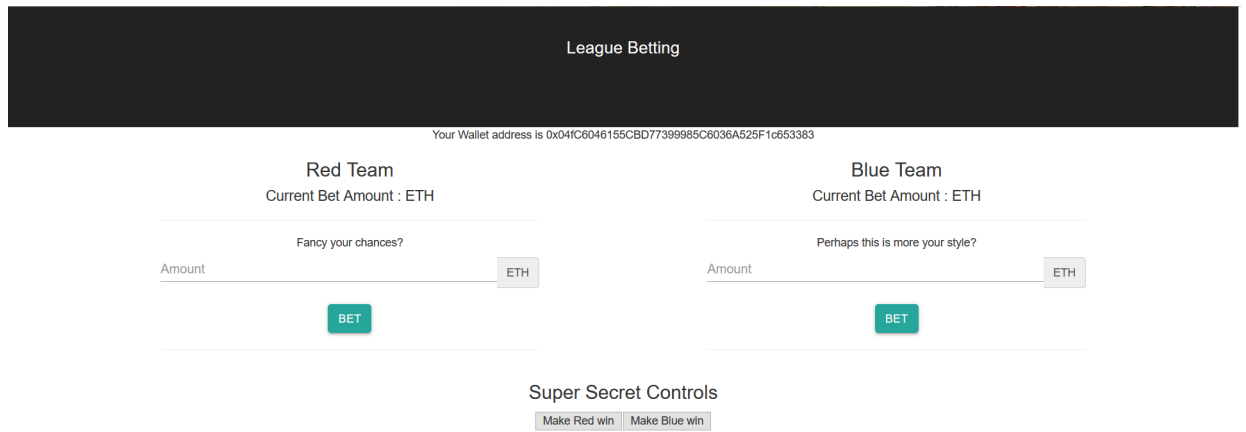 League Betting
Your Wallet address is 0x04fC6046155CBD77399985C6036A525F1c653383
Red Team
Current Bet Amount : ETH
Fancy your chances?
Amount
ETH
BET
Blue Team
Current Bet Amount : ETH
Perhaps this is more your style?
Amount
ETH
BET
Super Secret Controls
Make Red win
Make Blue win